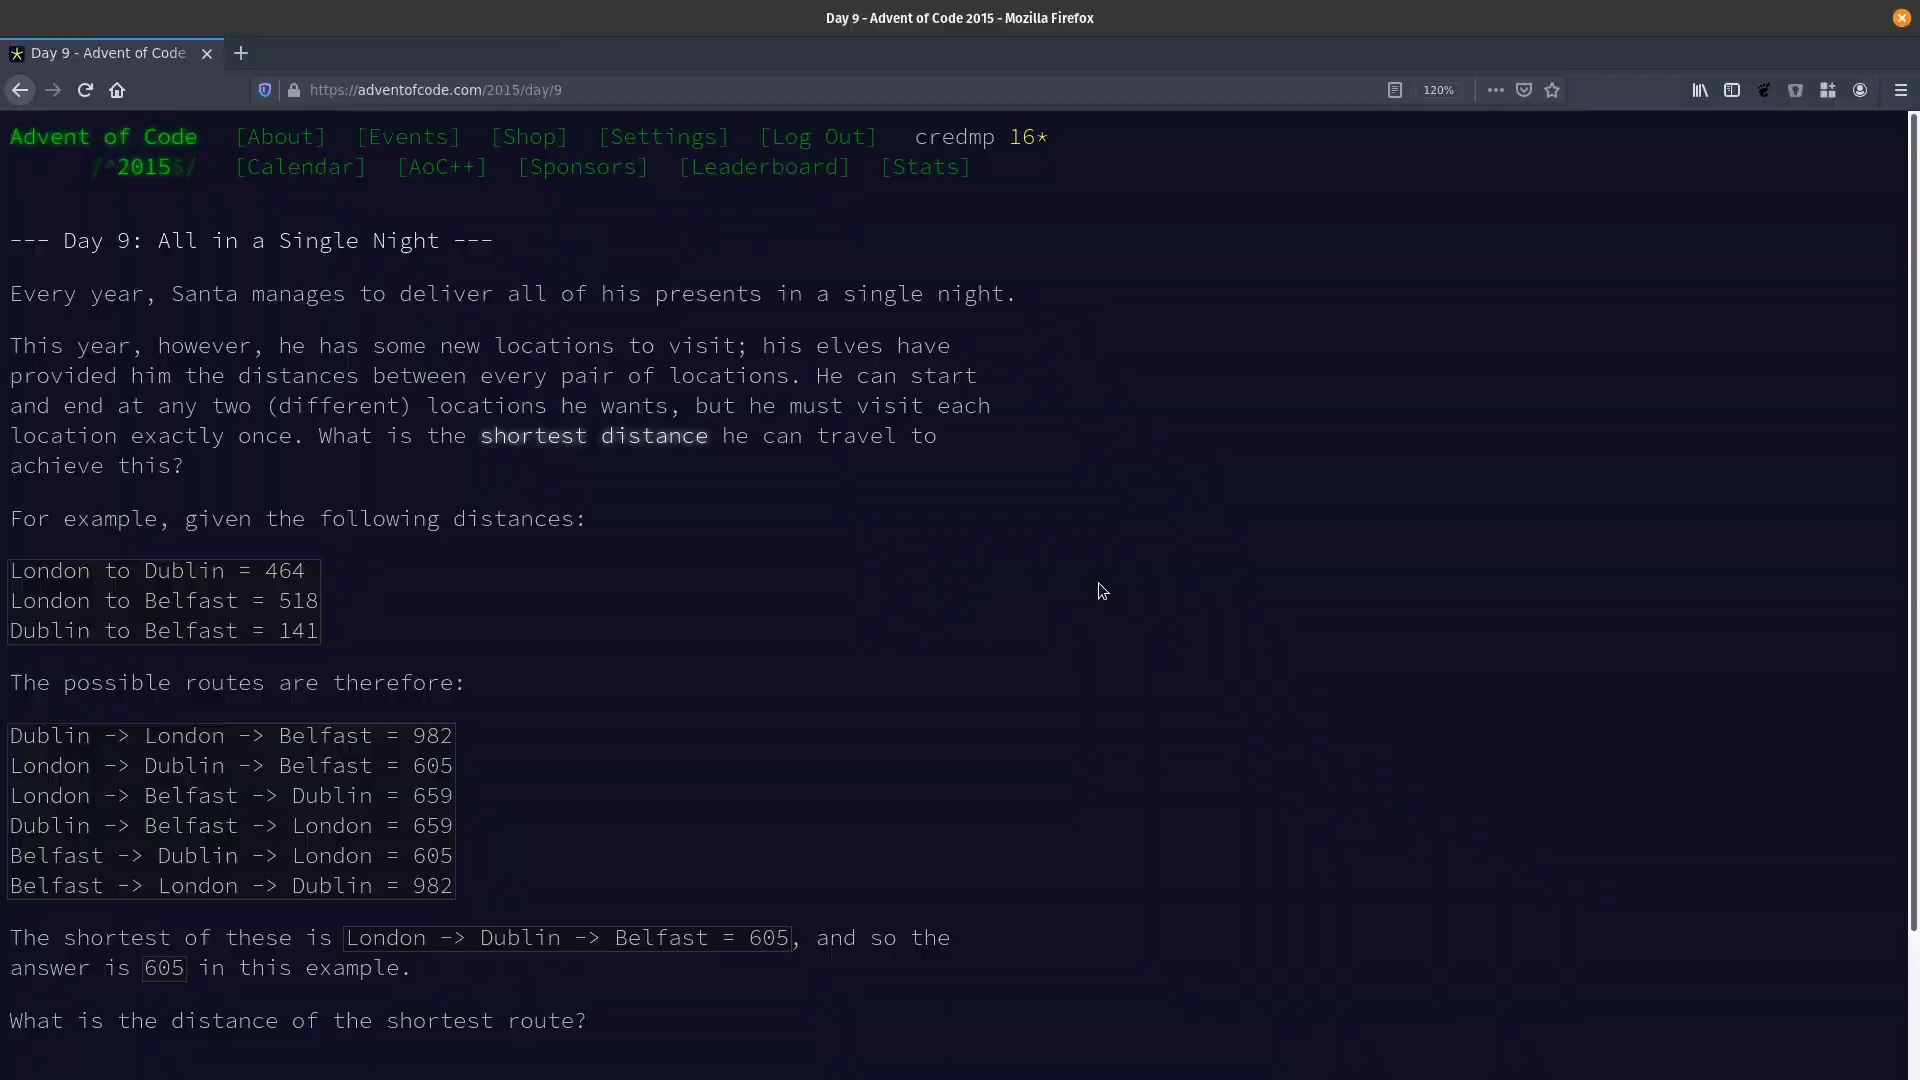 Day 9 - Advent of Code 2015 - Mozilla Firefox
Day 9 - Advent of Code
https://adventofcode.com/2015/day/9
120%
Advent of Code [About] [Events] [Shop] [Settings] [Log Out] credmp 16*
/^2015$/ [Calendar] [AoC++] [Sponsors] [Leaderboard] [Stats]
--- Day 9: All in a Single Night ---
Every year, Santa manages to deliver all of his presents in a single night.
This year, however, he has some new locations to visit; his elves have
provided him the distances between every pair of locations. He can start
and end at any two (different) locations he wants, but he must visit each
location exactly once. What is the shortest distance he can travel to
achieve this?
For example, given the following distances:
London to Dublin = 464
London to Belfast = 518
Dublin to Belfast = 141
The possible routes are therefore:
Dublin -> London -> Belfast = 982
London -> Dublin -> Belfast = 605
London -> Belfast -> Dublin = 659
Dublin -> Belfast -> London = 659
Belfast -> Dublin -> London = 605
Belfast -> London -> Dublin = 982
The shortest of these is London -> Dublin -> Belfast = 605, and so the
answer is 605 in this example.
What is the distance of the shortest route?